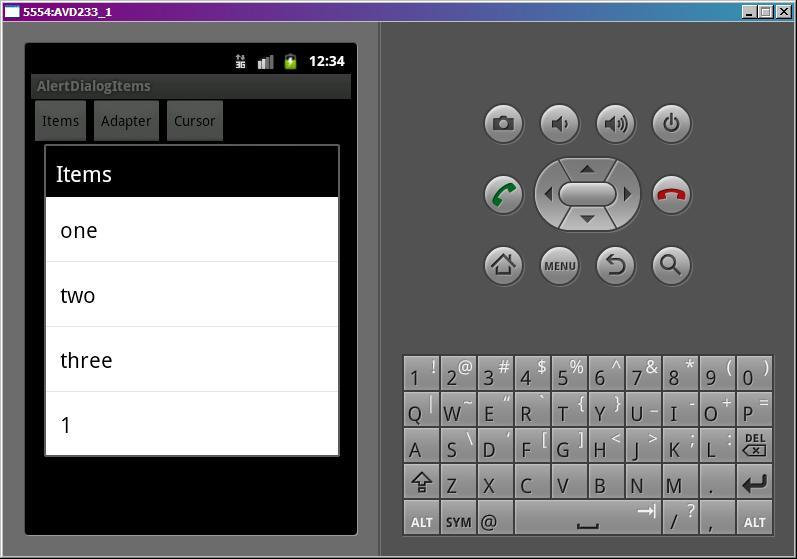 5554:AVD233_1
3G 12:34
AlertDialogItems
Items Adapter Cursor
Items
one
two
three
1
MENU
1 ! 2 @ 3 # 4 $ 5 % 6 ^ 7 & 8 * 9 ( 0 )
Q | W ~ E “ R ` T { Y } U _ I - O + P =
A S \ D ‘ F [ G ] H < J > K ; L : DEL
Z X C V B N M .
ALT SYM @ / ? , ALT